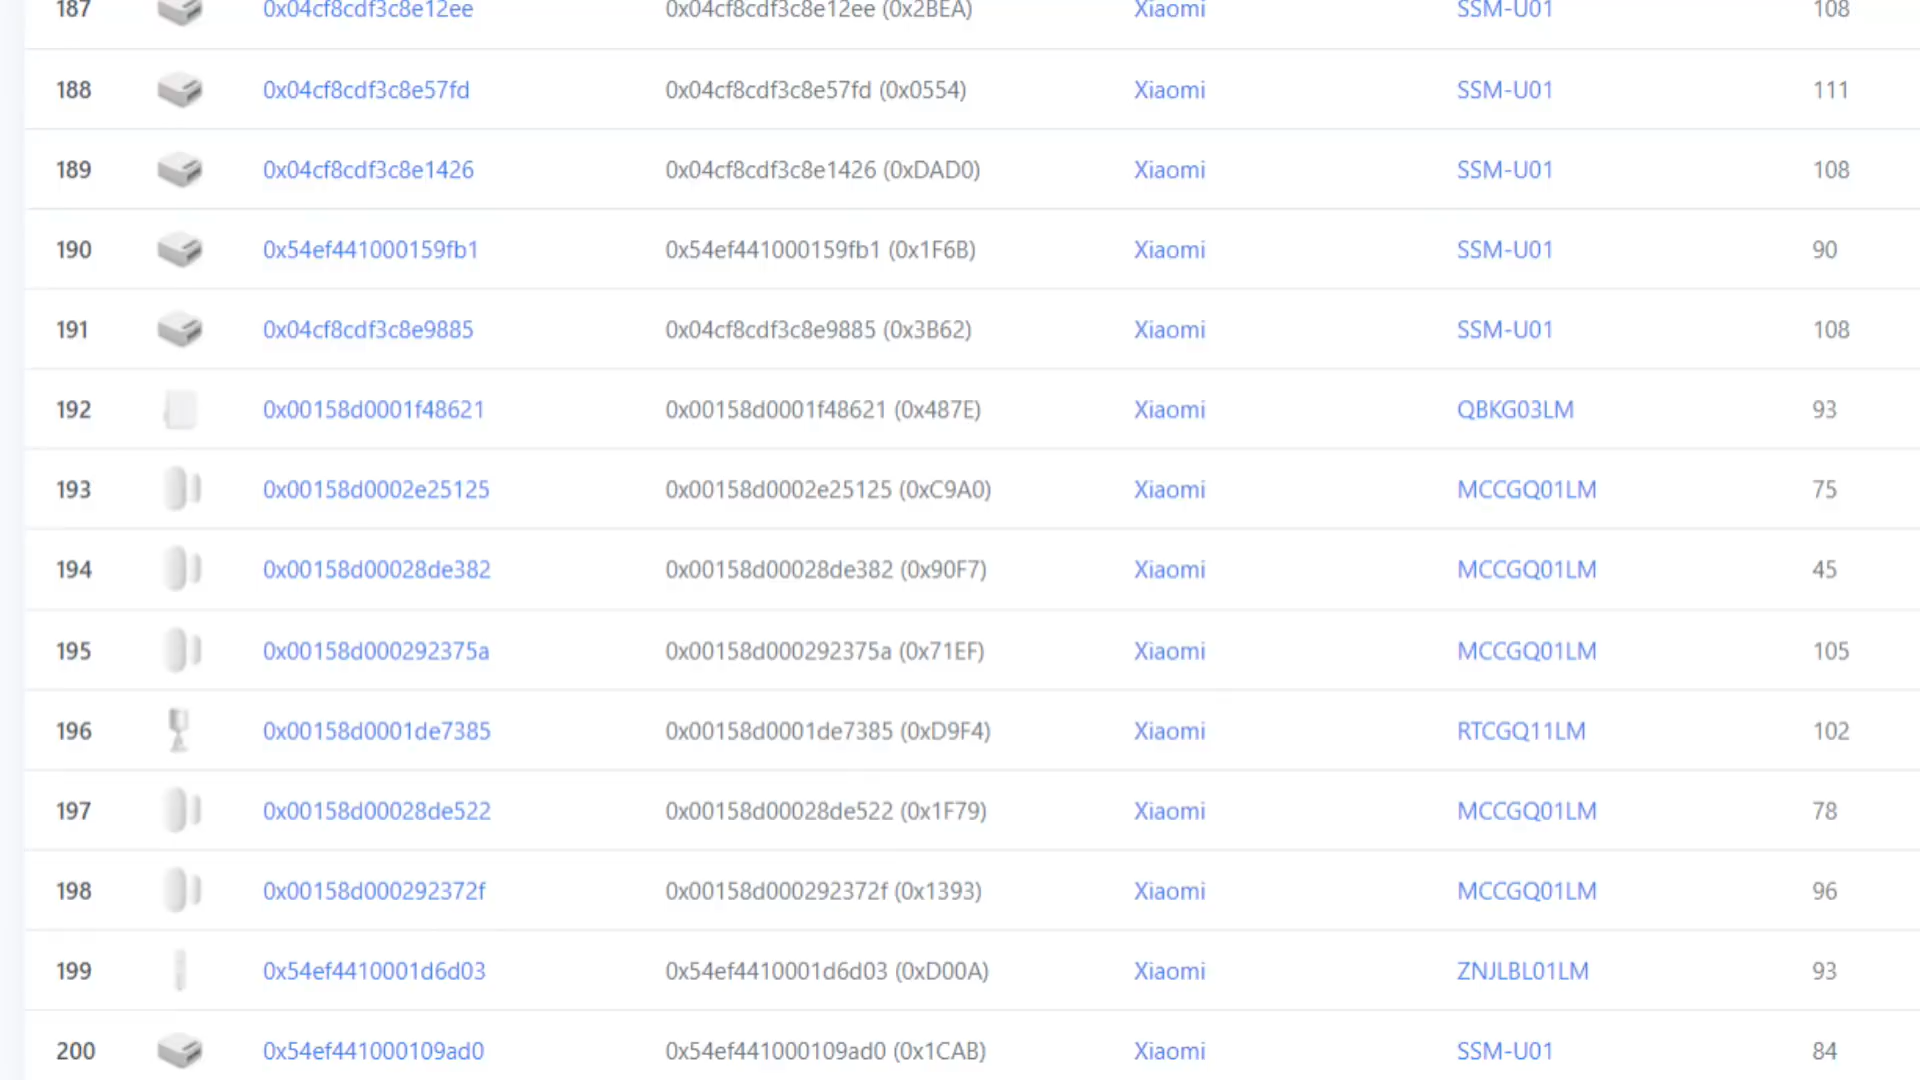 187 0x04cf8cdf3c8e12ee 0x04cf8cdf3c8e12ee (0x2BEA) Xiaomi SSM-U01 108
188 0x04cf8cdf3c8e57fd 0x04cf8cdf3c8e57fd (0x0554) Xiaomi SSM-U01 111
189 0x04cf8cdf3c8e1426 0x04cf8cdf3c8e1426 (0xDAD0) Xiaomi SSM-U01 108
190 0x54ef441000159fb1 0x54ef441000159fb1 (0x1F6B) Xiaomi SSM-U01 90
191 0x04cf8cdf3c8e9885 0x04cf8cdf3c8e9885 (0x3B62) Xiaomi SSM-U01 108
192 0x00158d0001f48621 0x00158d0001f48621 (0x487E) Xiaomi QBKG03LM 93
193 0x00158d0002e25125 0x00158d0002e25125 (0xC9A0) Xiaomi MCCGQ01LM 75
194 0x00158d00028de382 0x00158d00028de382 (0x90F7) Xiaomi MCCGQ01LM 45
195 0x00158d000292375a 0x00158d000292375a (0x71EF) Xiaomi MCCGQ01LM 105
196 0x00158d0001de7385 0x00158d0001de7385 (0xD9F4) Xiaomi RTCGQ11LM 102
197 0x00158d00028de522 0x00158d00028de522 (0x1F79) Xiaomi MCCGQ01LM 78
198 0x00158d000292372f 0x00158d000292372f (0x1393) Xiaomi MCCGQ01LM 96
199 0x54ef4410001d6d03 0x54ef4410001d6d03 (0xD00A) Xiaomi ZNJLBL01LM 93
200 0x54ef441000109ad0 0x54ef441000109ad0 (0x1CAB) Xiaomi SSM-U01 84